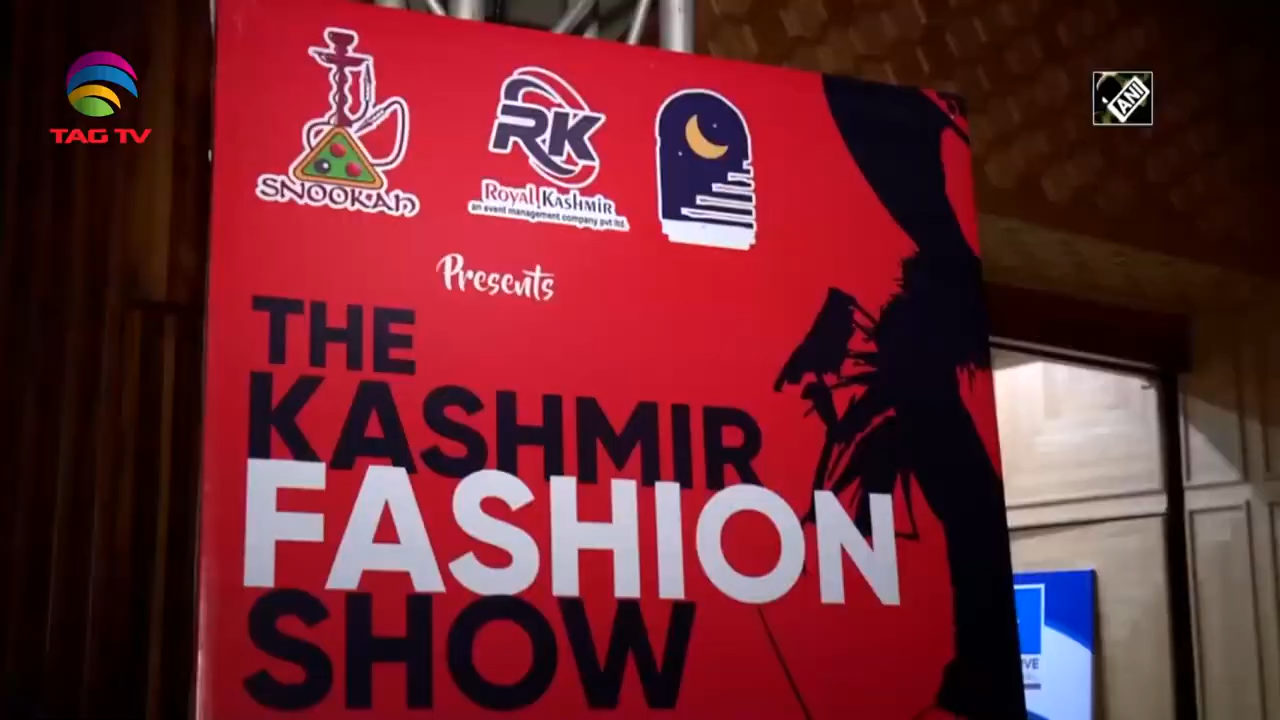 TAG TV
ANI
SNOOKAH
RK
ROYAL KASHMIR
an event management company pvt ltd.
Presents
THE
KASHMIR
FASHION
SHOW